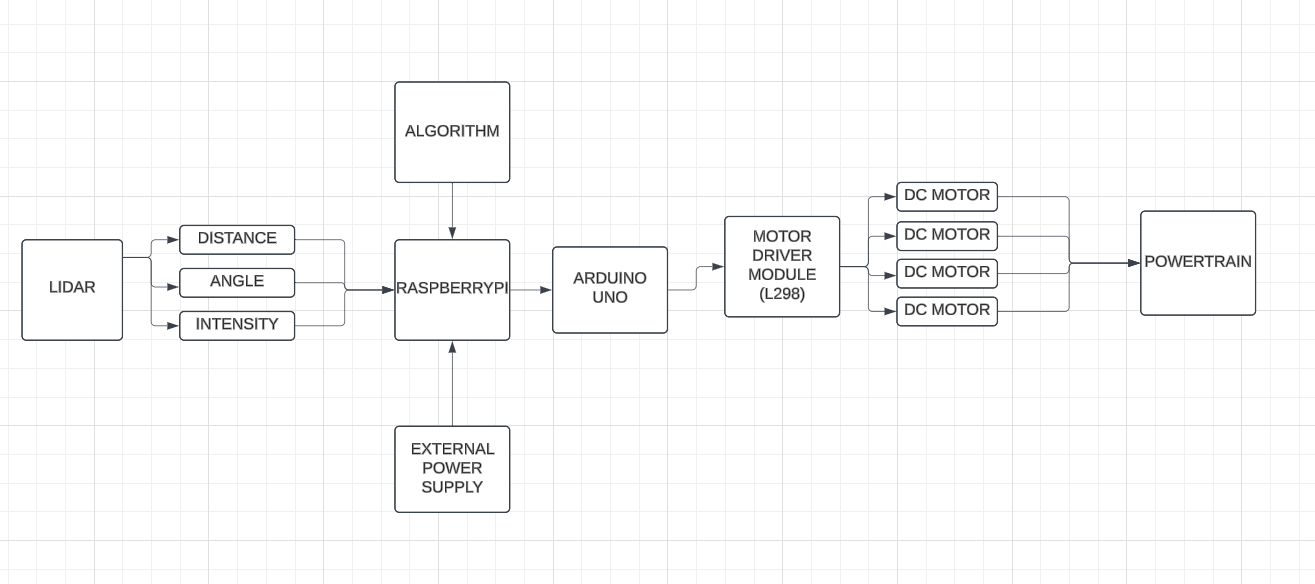 ALGORITHM
LIDAR
DISTANCE
ANGLE
INTENSITY
RASPBERRYPI
EXTERNAL
POWER
SUPPLY
ARDUINO
UNO
MOTOR
DRIVER
MODULE
(L298)
DC MOTOR
DC MOTOR
DC MOTOR
DC MOTOR
POWERTRAIN